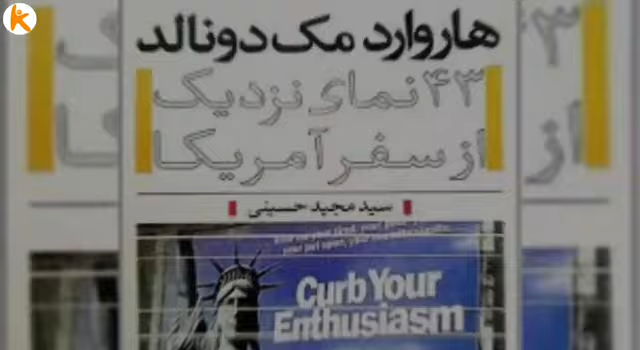 هاروارد مک دونالد
۴۳ نمای نزدیک
از سفر آمریکا
سید مجید حسینی
Curb Your
Enthusiasm